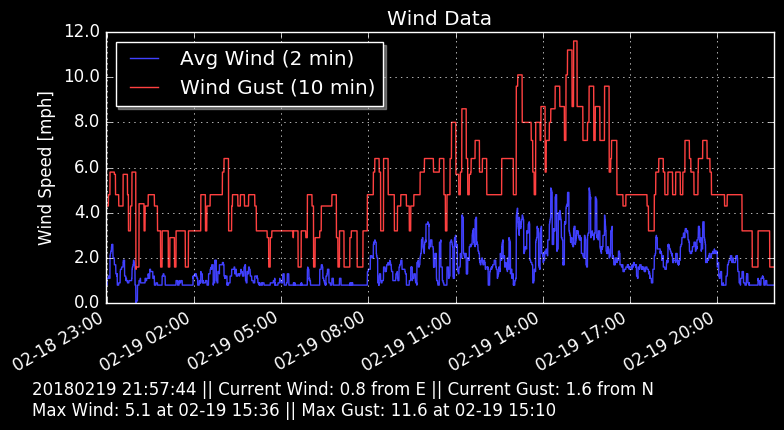 Wind Data
Avg Wind (2 min)
Wind Gust (10 min)
Wind Speed [mph]
12.0
10.0
8.0
6.0
4.0
2.0
0.0
02-18 23:00
02-19 02:00
02-19 05:00
02-19 08:00
02-19 11:00
02-19 14:00
02-19 17:00
02-19 20:00
20180219 21:57:44 || Current Wind: 0.8 from E || Current Gust: 1.6 from N
Max Wind: 5.1 at 02-19 15:36 || Max Gust: 11.6 at 02-19 15:10